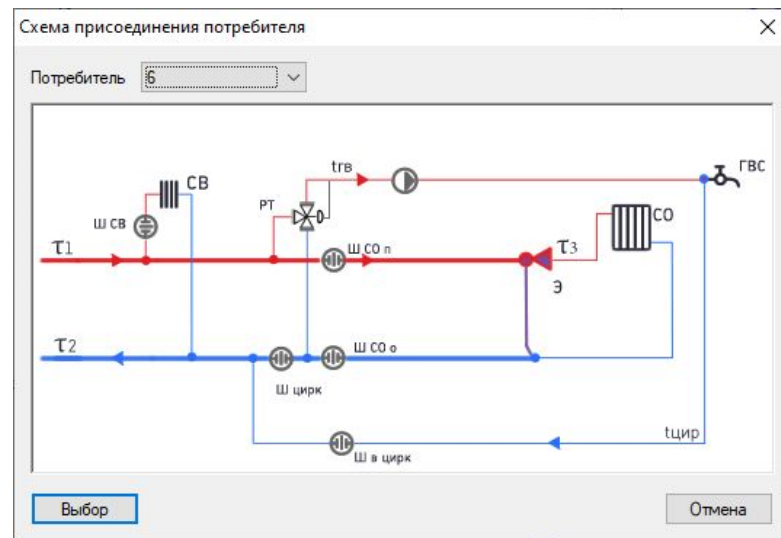 Схема присоединения потребителя
Потребитель 6
tгв
ГВС
СВ
РТ
СО
Ш СВ
τ1
Ш СО п
τ3
Э
τ2
Ш СО о
Ш цирк
tцир
Ш в цирк
Выбор
Отмена